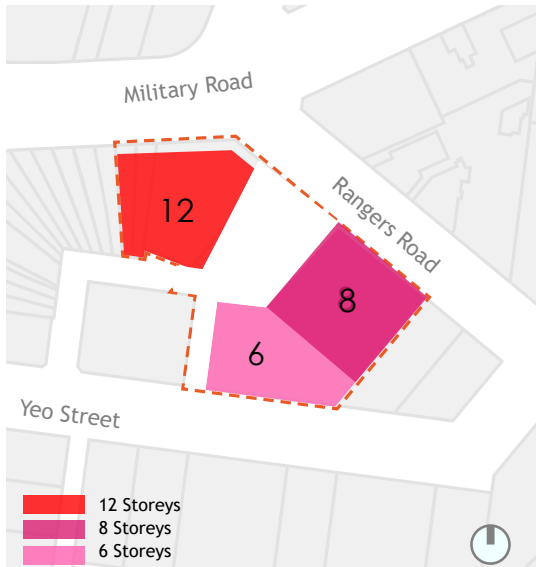 Military Road
Rangers Road
12
8
6
Yeo Street
12 Storeys
8 Storeys
6 Storeys